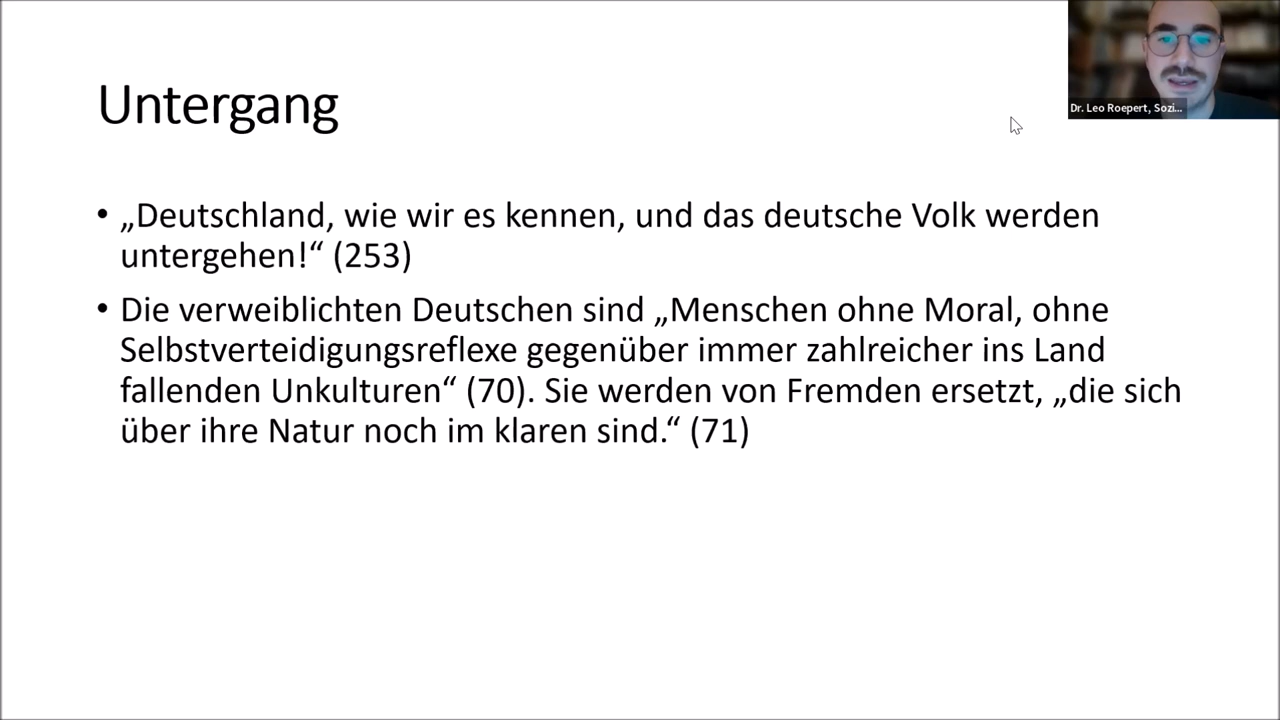 Untergang
Dr. Leo Roepert, Sozi...
• „Deutschland, wie wir es kennen, und das deutsche Volk werden
untergehen!“ (253)
• Die verweiblichten Deutschen sind „Menschen ohne Moral, ohne
Selbstverteidigungsreflexe gegenüber immer zahlreicher ins Land
fallenden Unkulturen“ (70). Sie werden von Fremden ersetzt, „die sich
über ihre Natur noch im klaren sind.“ (71)